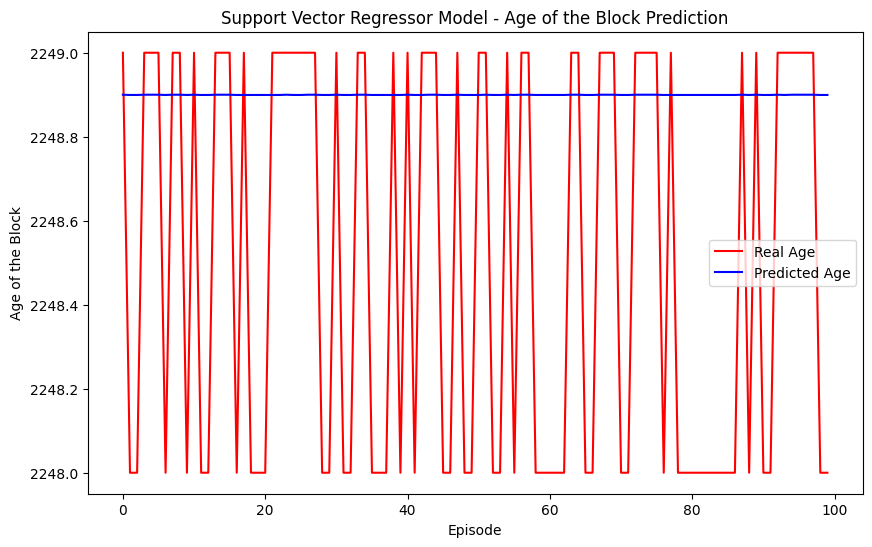 Support Vector Regressor Model - Age of the Block Prediction
2249.0
2248.8
2248.6
2248.4
2248.2
2248.0
Age of the Block
Real Age
Predicted Age
0
20
40
60
80
100
Episode